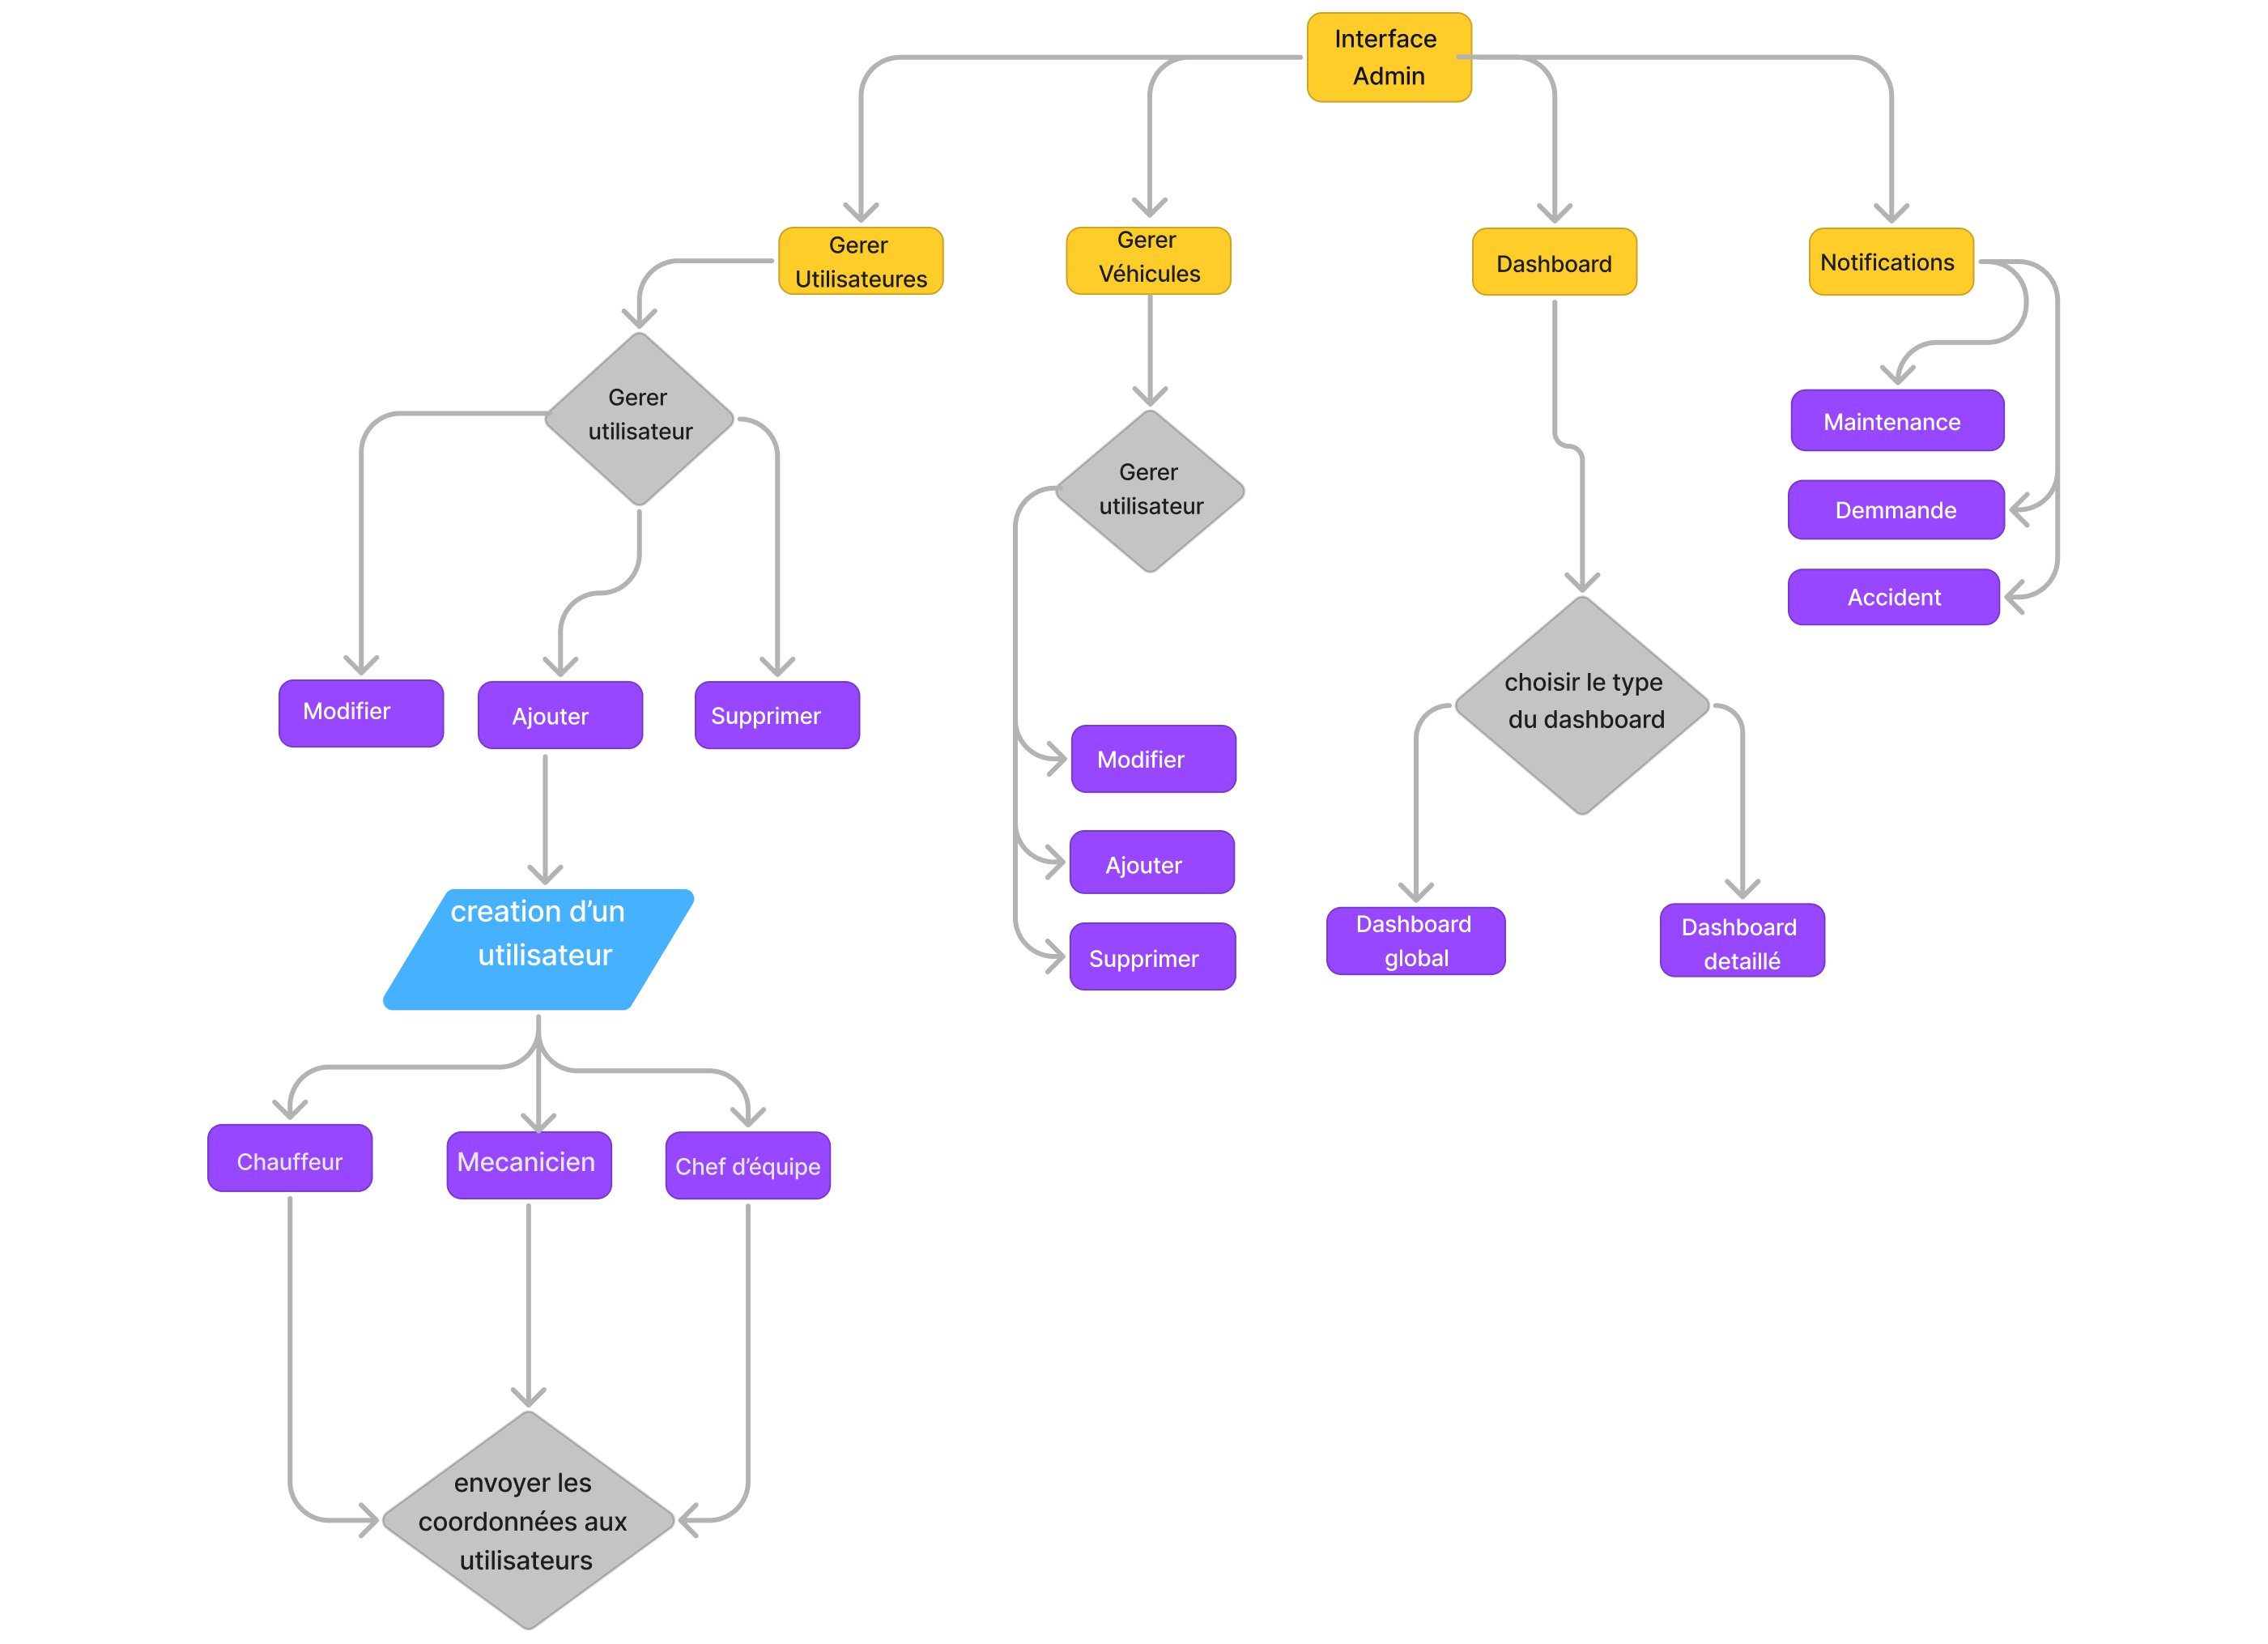 Interface
Admin
Gerer
Utilisateures
Gerer
Véhicules
Dashboard
Notifications
Gerer
utilisateur
Gerer
utilisateur
Maintenance
Demmande
Accident
choisir le type
du dashboard
Modifier
Ajouter
Supprimer
Modifier
Ajouter
Supprimer
Dashboard
global
Dashboard
detaillé
creation d’un
utilisateur
Chauffeur
Mecanicien
Chef d’équipe
envoyer les
coordonnées aux
utilisateurs